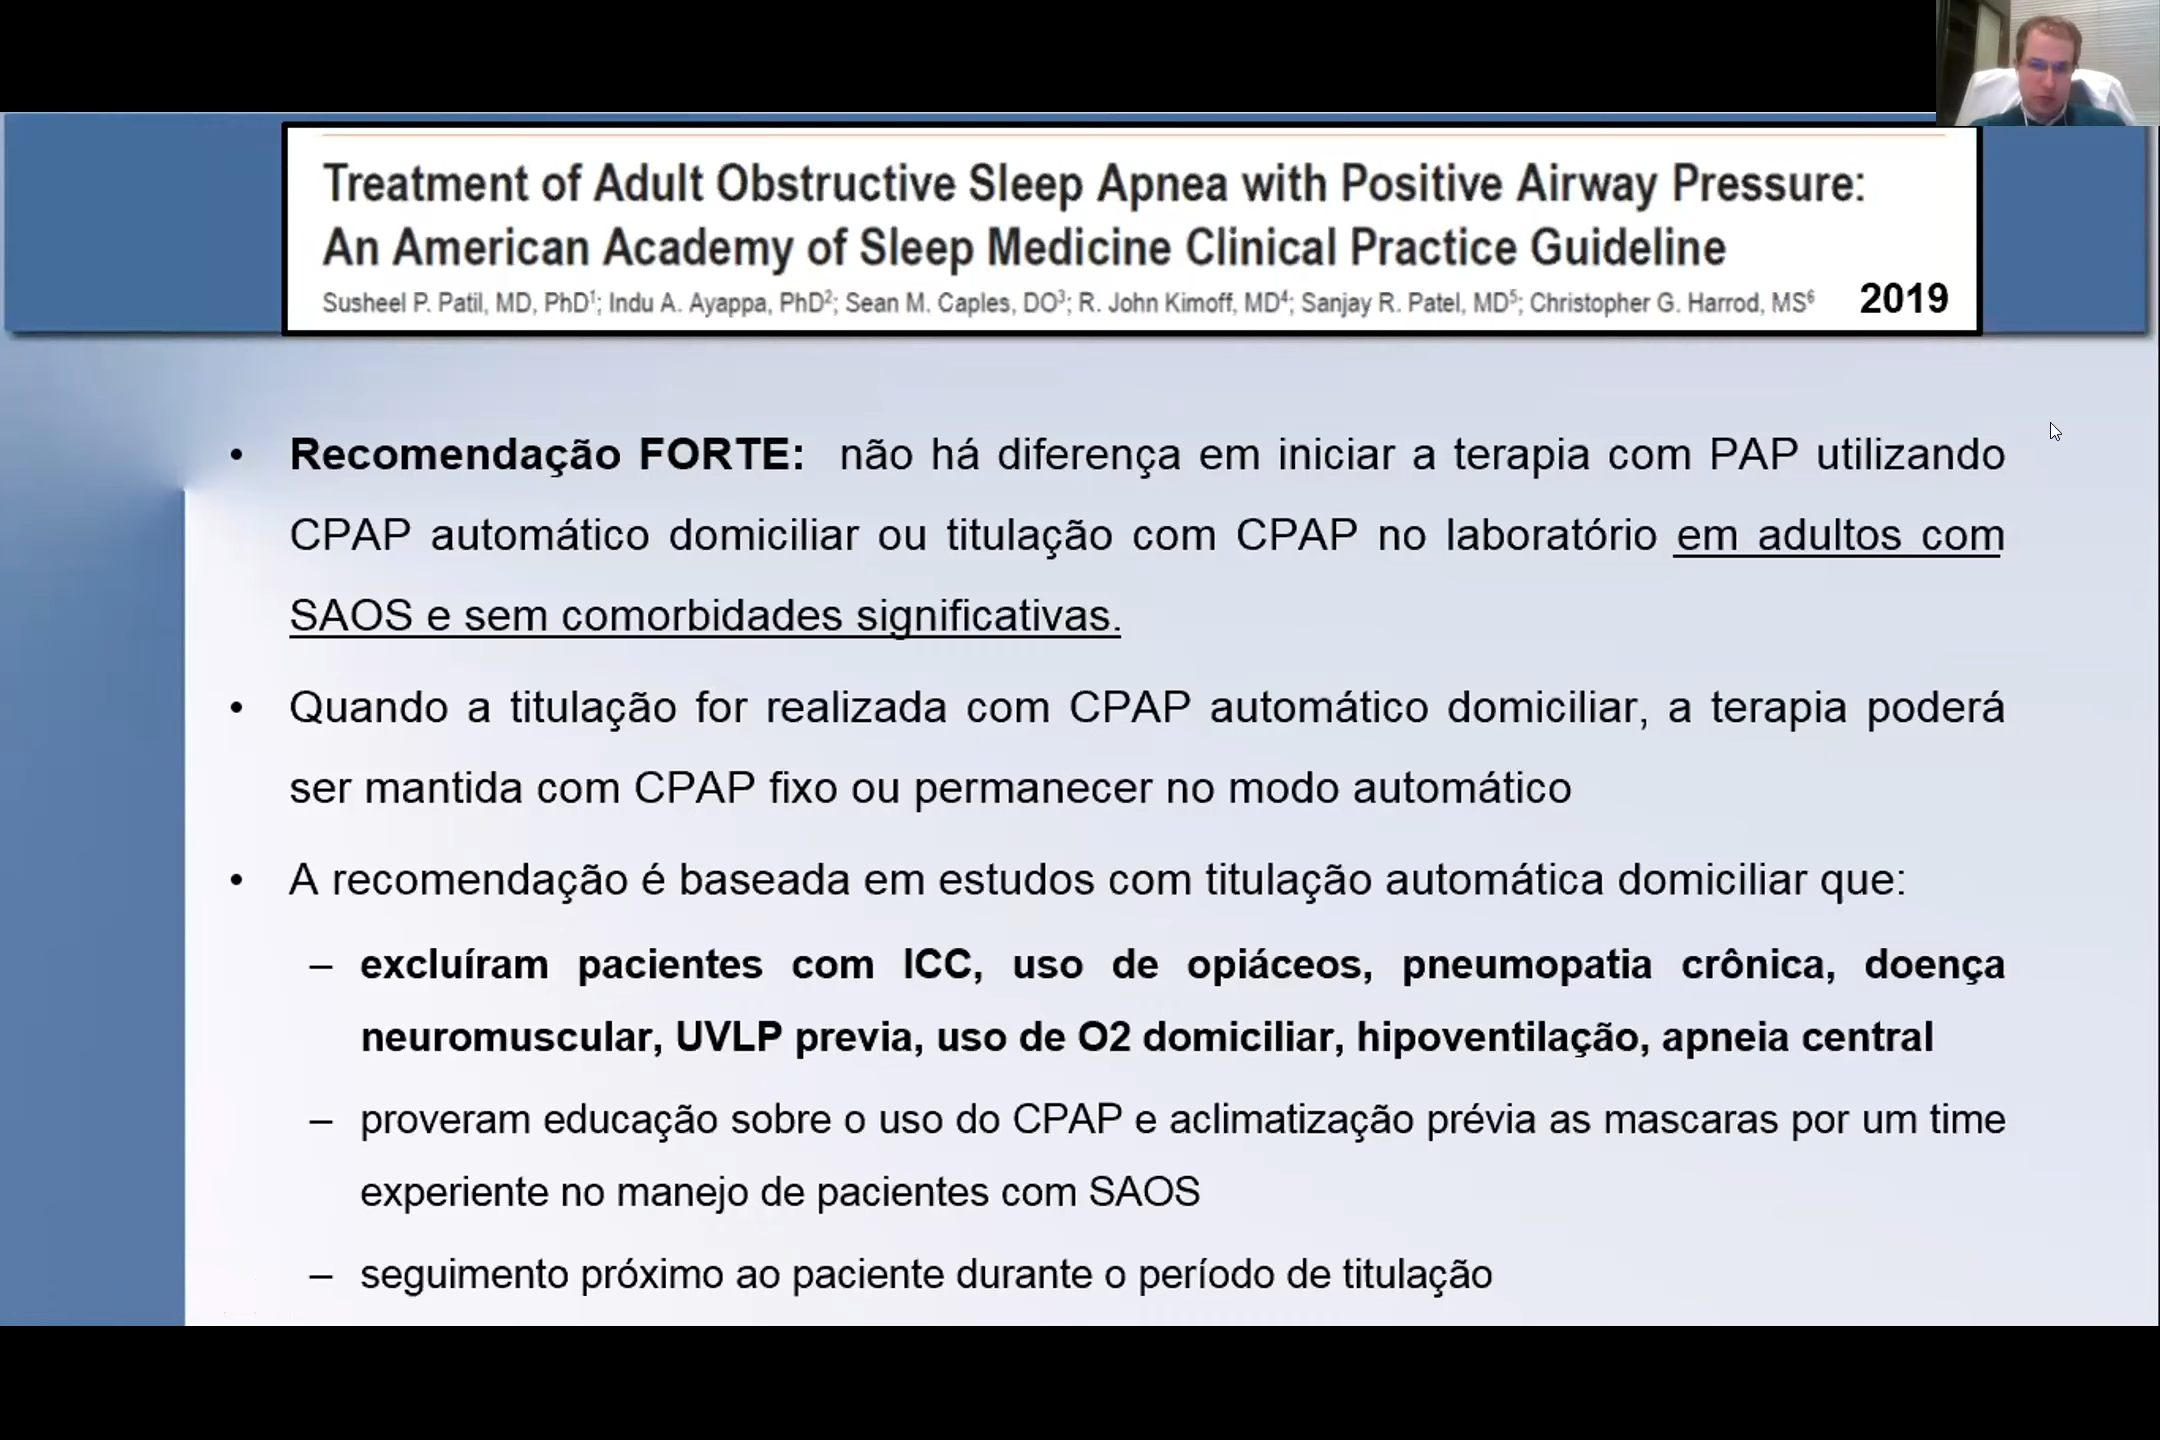 Treatment of Adult Obstructive Sleep Apnea with Positive Airway Pressure:
An American Academy of Sleep Medicine Clinical Practice Guideline
Susheel P. Patil, MD, PhD¹; Indu A. Ayappa, PhD²; Sean M. Caples, DO³; R. John Kimoff, MD⁴; Sanjay R. Patel, MD⁵; Christopher G. Harrod, MS⁶ 2019
• Recomendação FORTE: não há diferença em iniciar a terapia com PAP utilizando
CPAP automático domiciliar ou titulação com CPAP no laboratório em adultos com
SAOS e sem comorbidades significativas.
• Quando a titulação for realizada com CPAP automático domiciliar, a terapia poderá
ser mantida com CPAP fixo ou permanecer no modo automático
• A recomendação é baseada em estudos com titulação automática domiciliar que:
– excluíram pacientes com ICC, uso de opiáceos, pneumopatia crônica, doença
neuromuscular, UVLP previa, uso de O2 domiciliar, hipoventilação, apneia central
– proveram educação sobre o uso do CPAP e aclimatização prévia as mascaras por um time
experiente no manejo de pacientes com SAOS
– seguimento próximo ao paciente durante o período de titulação